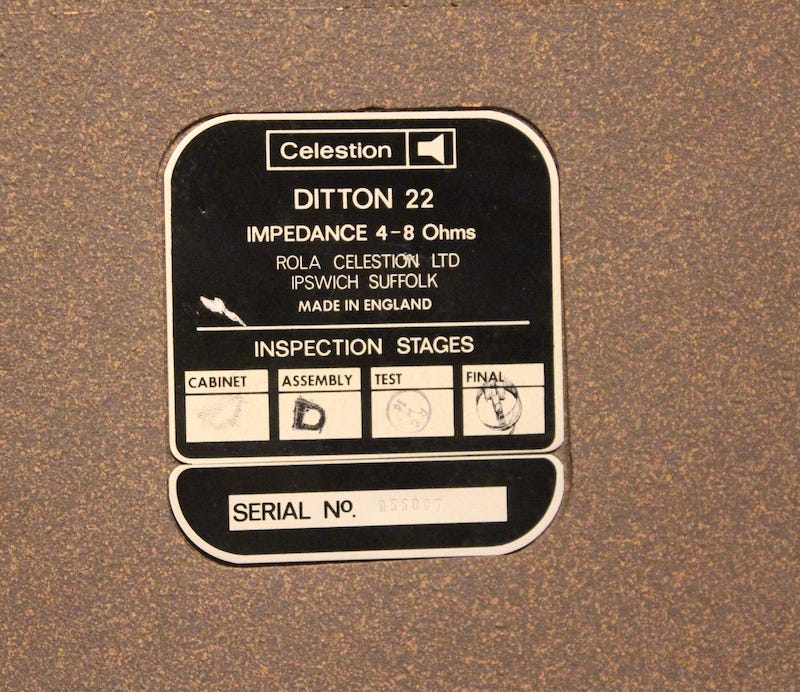 Celestion
DITTON 22
IMPEDANCE 4-8 Ohms
ROLA CELESTION LTD
IPSWICH SUFFOLK
MADE IN ENGLAND
INSPECTION STAGES
CABINET ASSEMBLY TEST FINAL
D
SERIAL No.